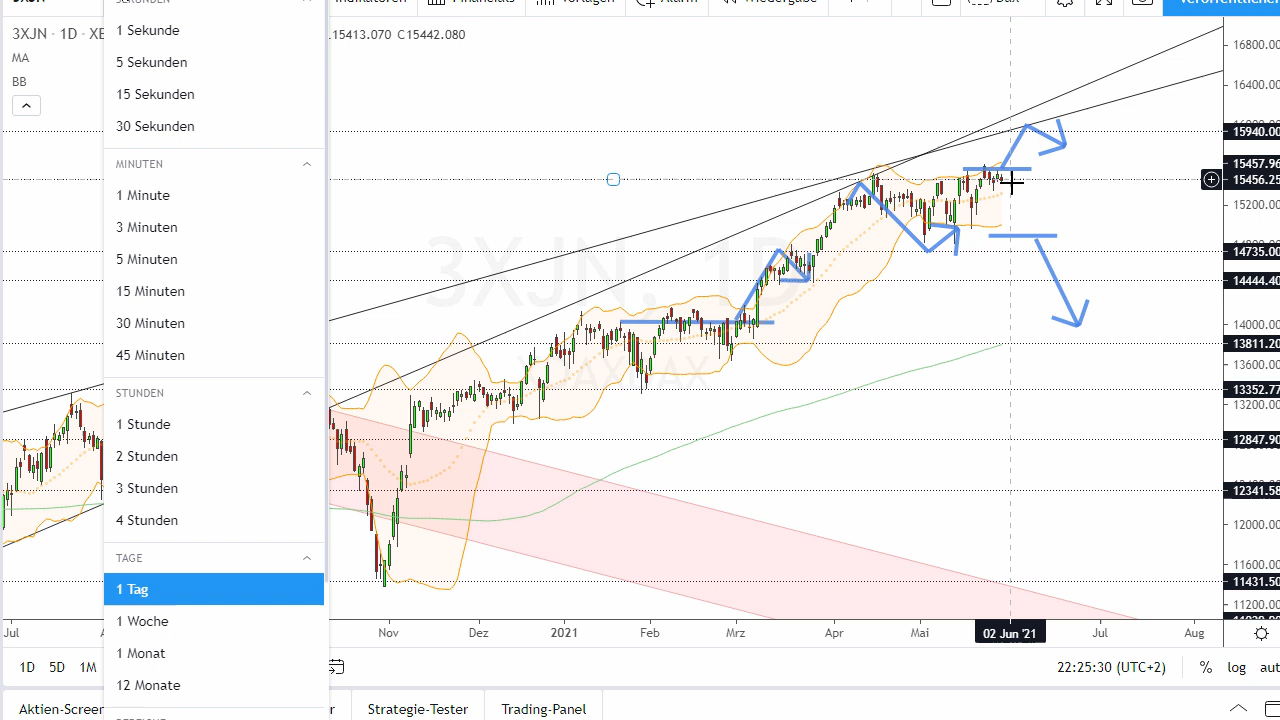 3XJN · 1D · XE
.15413.070 C15442.080
MA
BB
1 Sekunde
5 Sekunden
15 Sekunden
30 Sekunden
MINUTEN
1 Minute
3 Minuten
5 Minuten
15 Minuten
30 Minuten
45 Minuten
STUNDEN
1 Stunde
2 Stunden
3 Stunden
4 Stunden
TAGE
1 Tag
1 Woche
1 Monat
12 Monate
3XJN, 1D
16800.00
16400.00
15940.00
15457.96
15456.25
15200.00
14735.00
14444.40
14000.00
13811.20
13600.00
13352.77
13200.00
12847.90
12341.58
12000.00
11600.00
11431.50
11200.00
Jul
Nov
Dez
2021
Feb
Mrz
Apr
Mai
02 Jun '21
Jul
Aug
1D
5D
1M
22:25:30 (UTC+2)
%
log
aut
Aktien-Screen
r
Strategie-Tester
Trading-Panel